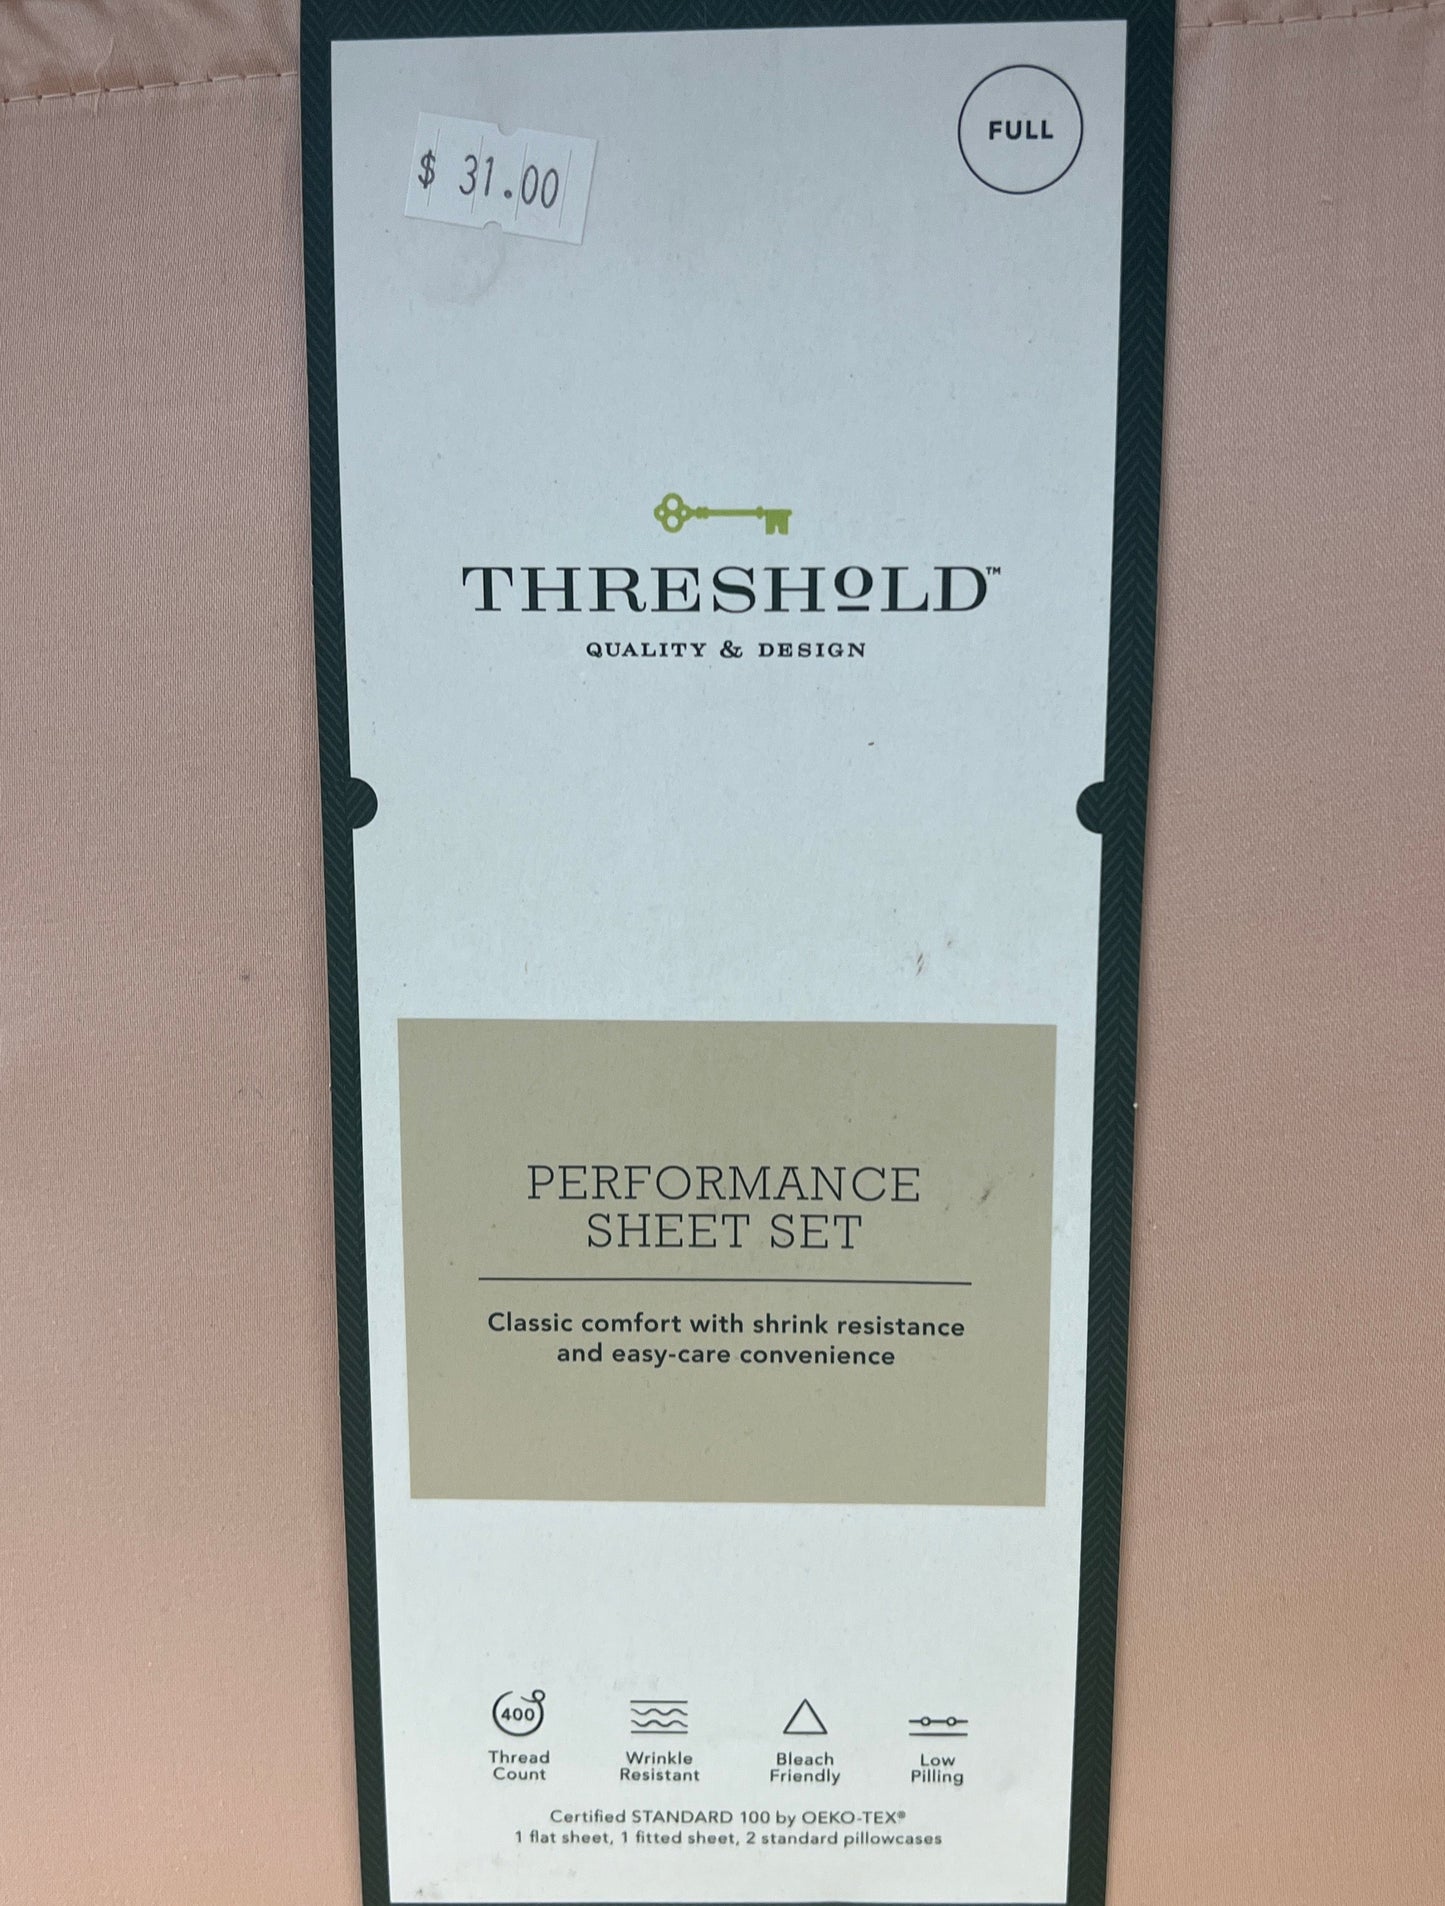 FULL
$ 31.00
THRESHOLD™
QUALITY & DESIGN
PERFORMANCE
SHEET SET
Classic comfort with shrink resistance
and easy-care convenience
400
Thread
Count
Wrinkle
Resistant
Bleach
Friendly
Low
Pilling
Certified STANDARD 100 by OEKO-TEX®
1 flat sheet, 1 fitted sheet, 2 standard pillowcases